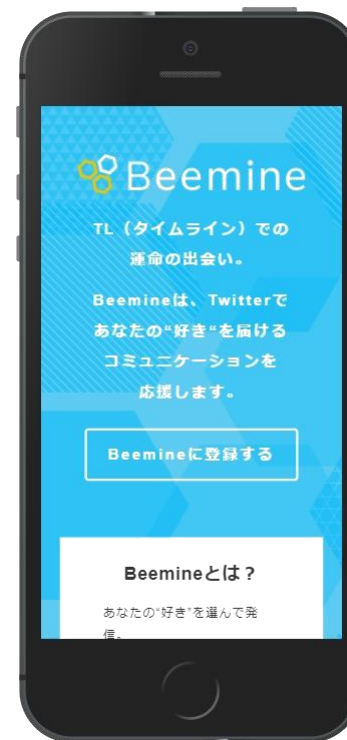 Beemine
TL（タイムライン）での
運命の出会い。
Beemineは、Twitterで
あなたの“好き“を届ける
コミュニケーションを
応援します。
Beemineに登録する
Beemineとは？
あなたの“好き”を選んで発
信。